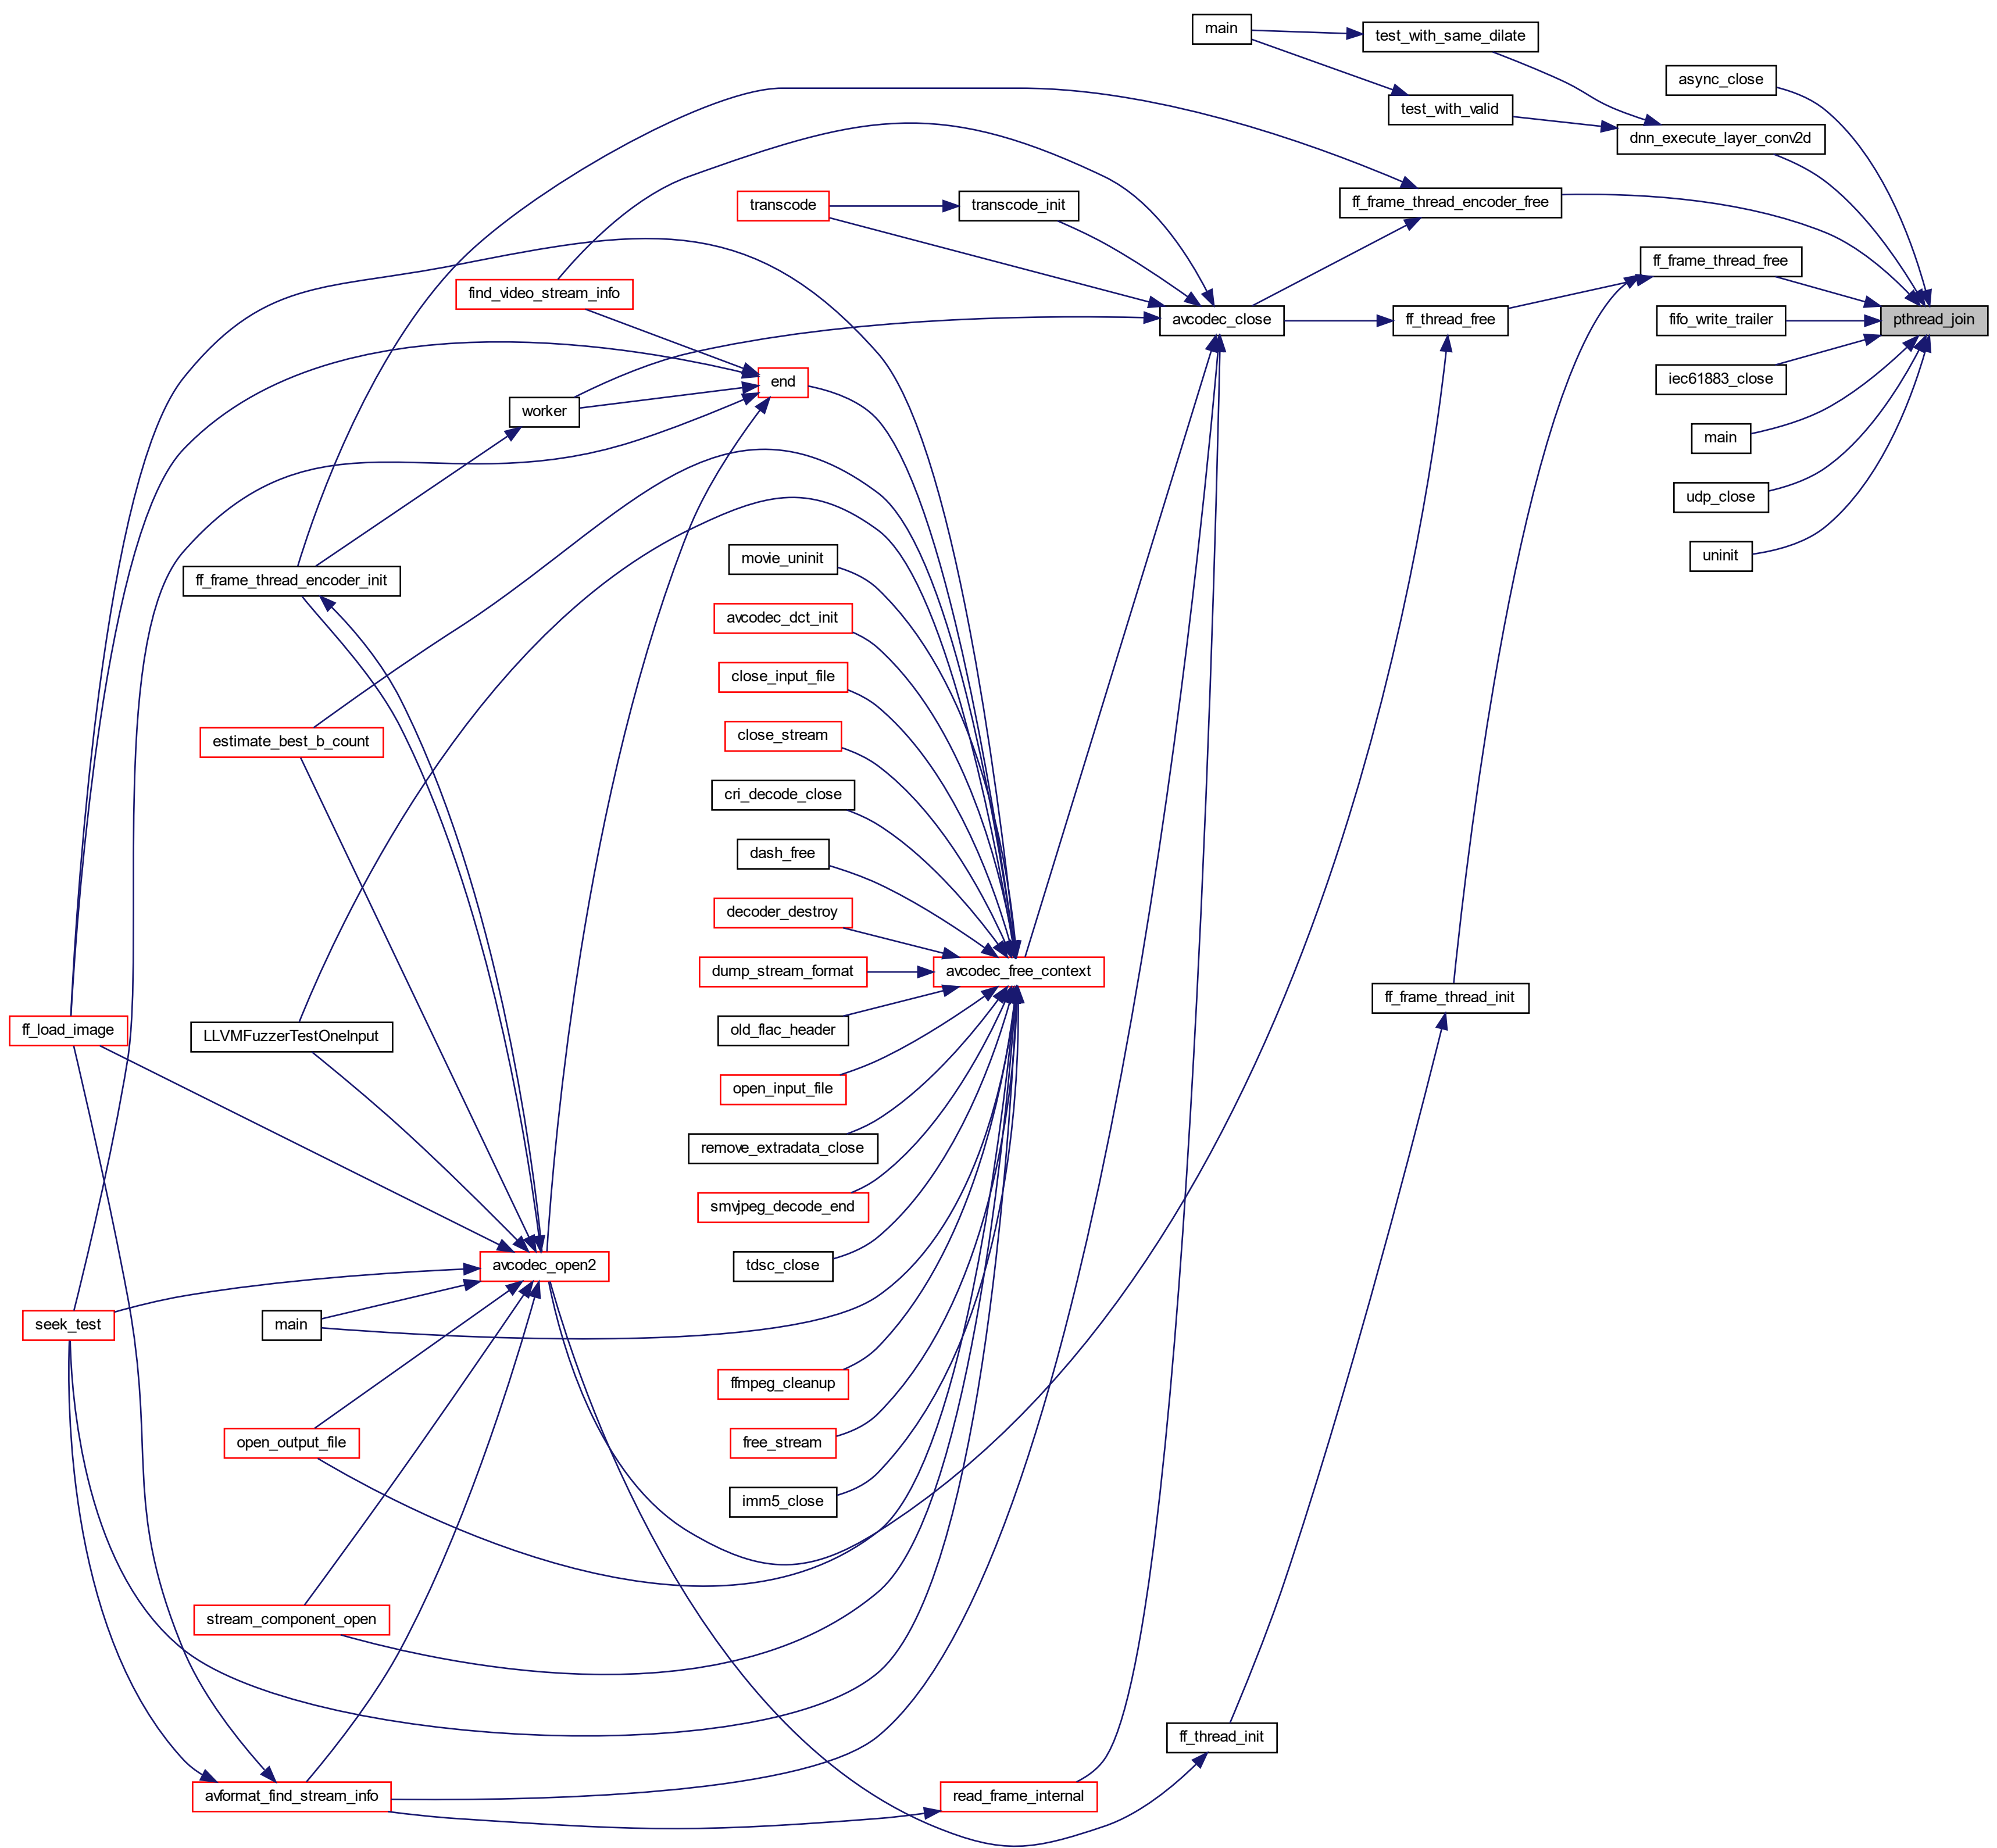 main
test_with_same_dilate
async_close
test_with_valid
dnn_execute_layer_conv2d
transcode
transcode_init
ff_frame_thread_encoder_free
ff_frame_thread_free
find_video_stream_info
avcodec_close
ff_thread_free
fifo_write_trailer
pthread_join
end
iec61883_close
worker
main
udp_close
movie_uninit
uninit
ff_frame_thread_encoder_init
avcodec_dct_init
close_input_file
estimate_best_b_count
close_stream
cri_decode_close
dash_free
decoder_destroy
dump_stream_format
avcodec_free_context
ff_frame_thread_init
ff_load_image
LLVMFuzzerTestOneInput
old_flac_header
open_input_file
remove_extradata_close
smvjpeg_decode_end
avcodec_open2
tdsc_close
seek_test
main
ffmpeg_cleanup
open_output_file
free_stream
imm5_close
stream_component_open
ff_thread_init
avformat_find_stream_info
read_frame_internal